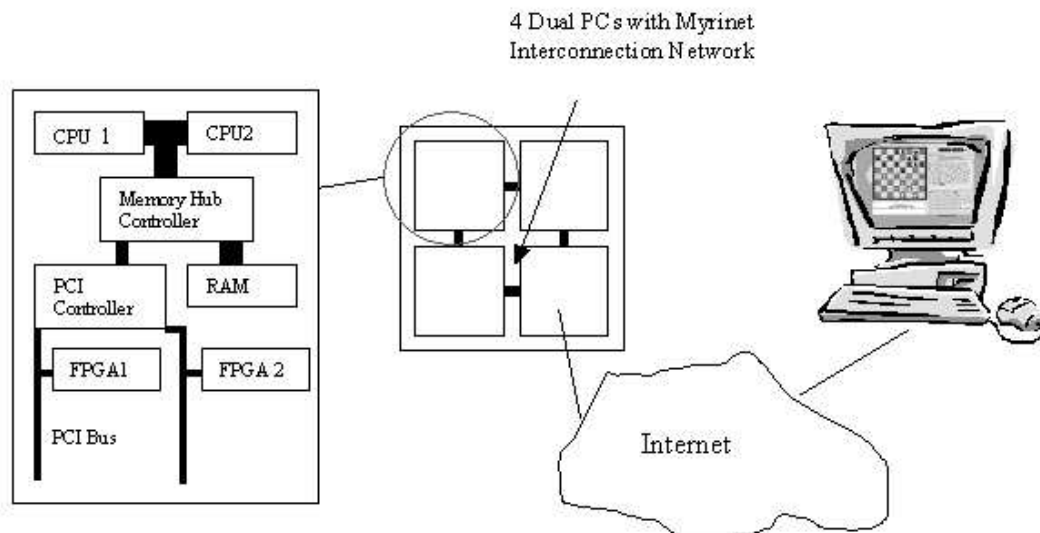 4 Dual PCs with Myrinet
Interconnection Network
CPU 1
CPU2
Memory Hub
Controller
PCI
Controller
RAM
FPGA1
FPGA 2
PCI Bus
Internet